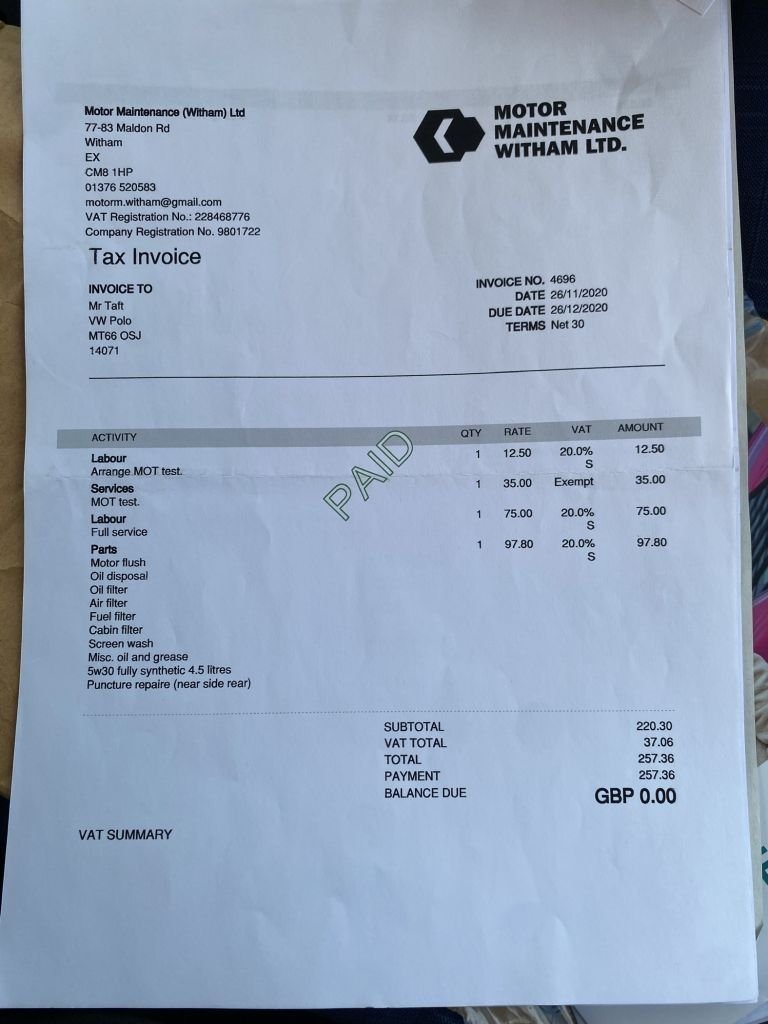 Motor Maintenance (Witham) Ltd
77-83 Maldon Rd
Witham
EX
CM8 1HP
01376 520583
motorm.witham@gmail.com
VAT Registration No.: 228468776
Company Registration No. 9801722
MOTOR
MAINTENANCE
WITHAM LTD.
Tax Invoice
INVOICE TO
Mr Taft
VW Polo
MT66 OSJ
14071
INVOICE NO. 4696
DATE 26/11/2020
DUE DATE 26/12/2020
TERMS Net 30
ACTIVITY QTY RATE VAT AMOUNT
Labour 1 12.50 20.0% 12.50
Arrange MOT test. S
Services 1 35.00 Exempt 35.00
MOT test.
Labour 1 75.00 20.0% 75.00
Full service S
Parts 1 97.80 20.0% 97.80
Motor flush S
Oil disposal
Oil filter
Air filter
Fuel filter
Cabin filter
Screen wash
Misc. oil and grease
5w30 fully synthetic 4.5 litres
Puncture repaire (near side rear)
PAID
SUBTOTAL 220.30
VAT TOTAL 37.06
TOTAL 257.36
PAYMENT 257.36
BALANCE DUE GBP 0.00
VAT SUMMARY